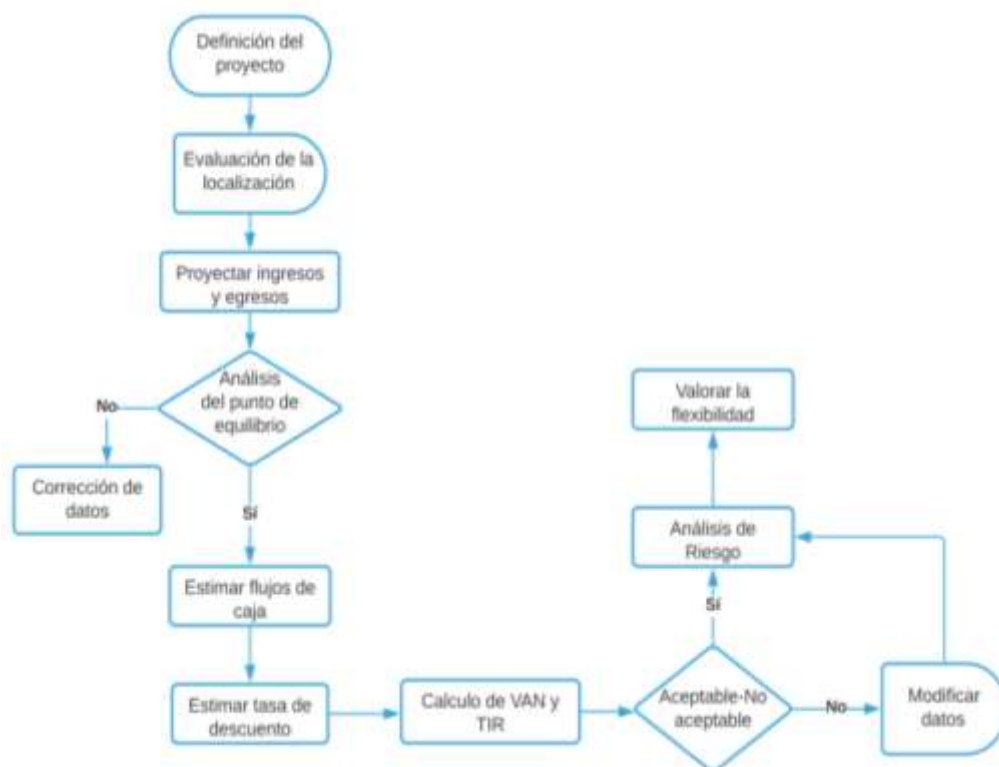 Definición del
proyecto
Evaluación de la
localización
Proyectar ingresos
y egresos
Análisis
del punto de
equilibrio
No
Corrección de
datos
Sí
Estimar flujos de
caja
Estimar tasa de
descuento
Calculo de VAN y
TIR
Aceptable-No
aceptable
No
Modificar
datos
Sí
Análisis de
Riesgo
Valorar la
flexibilidad